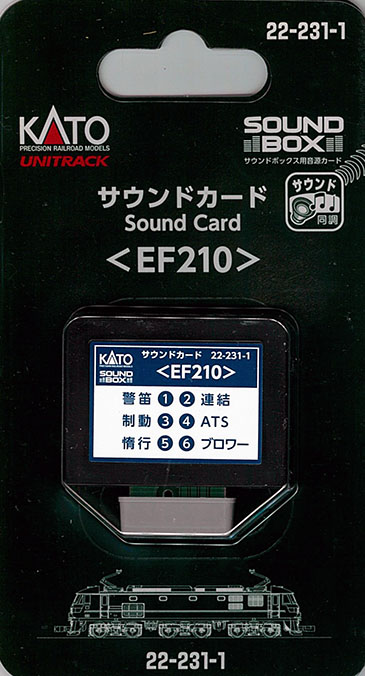 22-231-1
KATO
PRECISION RAILROAD MODELS
UNITRACK
SOUND
BOX
サウンドボックス用音源カード
サウンドカード
Sound Card
サウンド
同調
<EF210>
KATO
PRECISION RAILROAD MODELS
サウンドカード 22-231-1
SOUND
BOX
<EF210>
警笛 1 2 連結
制動 3 4 ATS
惰行 5 6 ブロワー
22-231-1